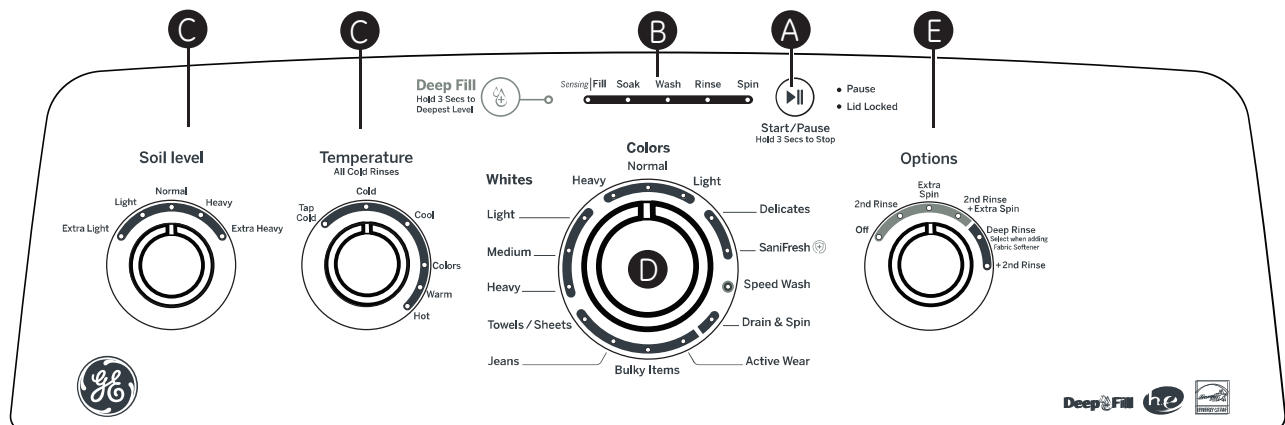 C
C
B
A
E
Deep Fill
Hold 3 Secs to
Deepest Level
Sensing | Fill Soak Wash Rinse Spin
Start/Pause
Hold 3 Secs to Stop
• Pause
• Lid Locked
Soil level
Extra Light
Light
Normal
Heavy
Extra Heavy
Temperature
All Cold Rinses
Tap
Cold
Cold
Cool
Colors
Warm
Hot
Colors
Heavy
Normal
Light
Whites
Light
Medium
Heavy
Towels / Sheets
Jeans
Bulky Items
Active Wear
Drain & Spin
Speed Wash
SaniFresh
Delicates
D
Options
Off
2nd Rinse
Extra
Spin
2nd Rinse
+Extra Spin
Deep Rinse
Select when adding
Fabric Softener
+2nd Rinse
GE
Deep Fill
he
ENERGY STAR